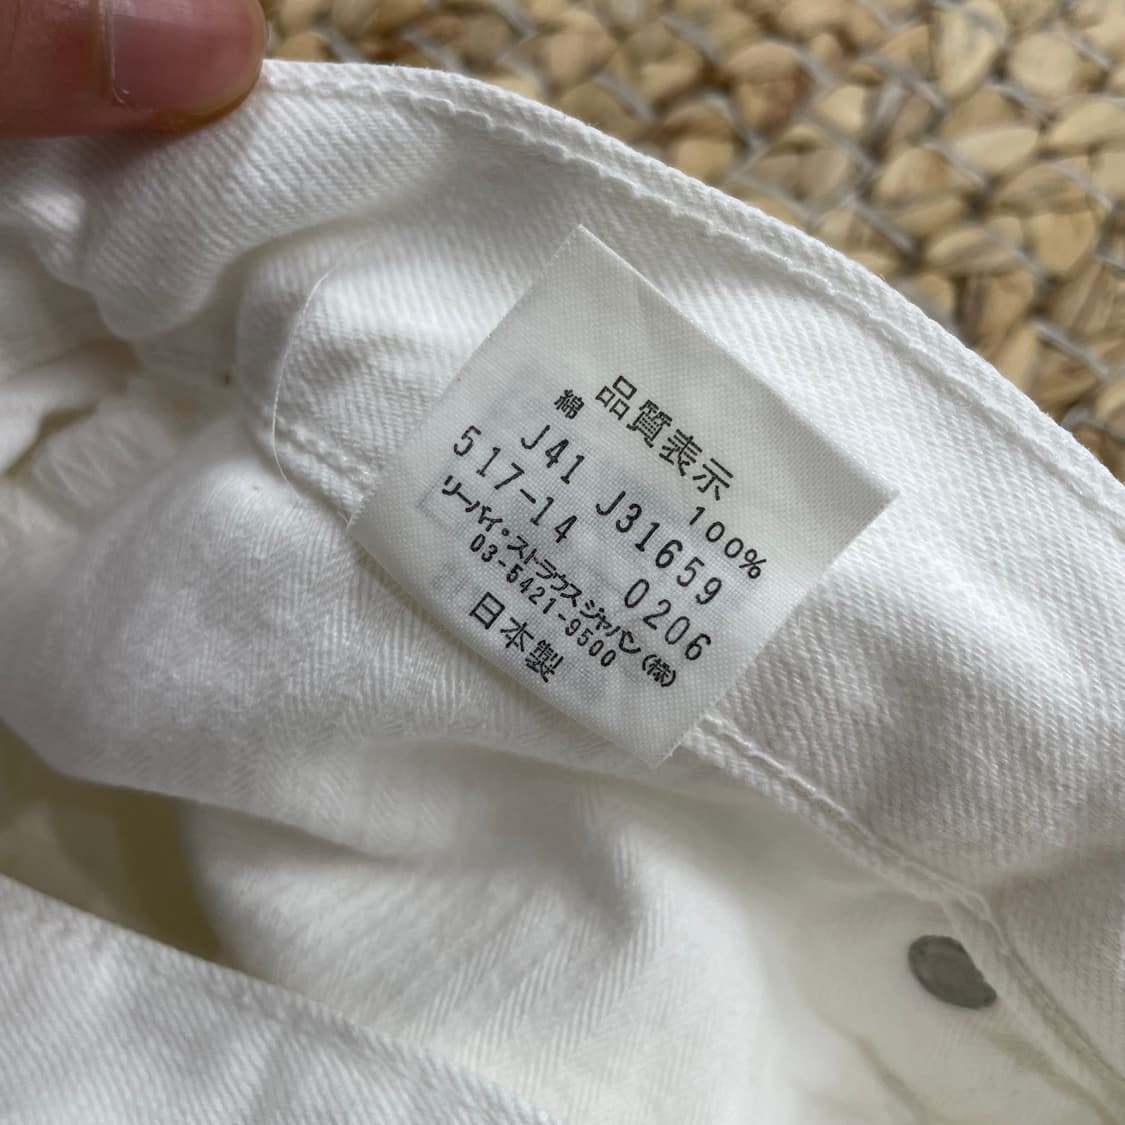 品質表示
綿 100%
J41 J31659
517-14 0206
リーバイ・ストラウス ジャパン(株)
03-5421-9500
日本製